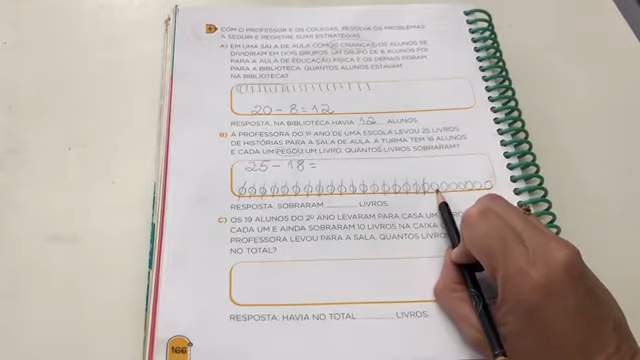 COM O PROFESSOR E OS COLEGAS, RESOLVA OS PROBLEMAS
A SEGUIR E REGISTRE SUAS ESTRATÉGIAS.
A) EM UMA SALA DE AULA COM 20 CRIANÇAS, OS ALUNOS SE
DIVIDIRAM EM DOIS GRUPOS. UM GRUPO DE 8 ALUNOS FOI
PARA A AULA DE EDUCAÇÃO FÍSICA E OS DEMAIS FORAM
PARA A BIBLIOTECA. QUANTOS ALUNOS ESTAVAM
NA BIBLIOTECA?
20 - 8 = 12
RESPOSTA: NA BIBLIOTECA HAVIA 12 ALUNOS.
B) A PROFESSORA DO 1º ANO DE UMA ESCOLA LEVOU 25 LIVROS
DE HISTÓRIAS PARA A SALA DE AULA. A TURMA TEM 18 ALUNOS
E CADA UM PEGOU UM LIVRO. QUANTOS LIVROS SOBRARAM?
25 - 18 =
RESPOSTA: SOBRARAM ______ LIVROS.
C) OS 19 ALUNOS DO 2º ANO LEVARAM PARA CASA UM
CADA UM E AINDA SOBRARAM 10 LIVROS NA CAIXA
PROFESSORA LEVOU PARA A SALA. QUANTOS
NO TOTAL?
RESPOSTA: HAVIA NO TOTAL ______ LIVROS.
166